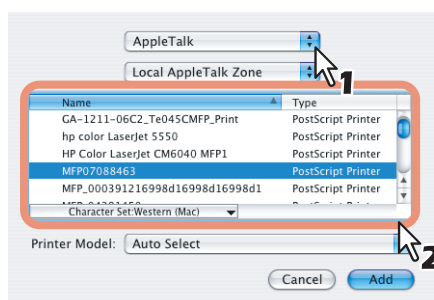 AppleTalk
1
Local AppleTalk Zone
Name Type
GA-1211-06C2_Te045CMFP_Print PostScript Printer
hp color LaserJet 5550 PostScript Printer
HP Color LaserJet CM6040 MFP1 PostScript Printer
MFP07088463 PostScript Printer
MFP_000391216998d16998d16998d1 PostScript Printer
Character Set:Western (Mac)
Printer Model: Auto Select
2
Cancel Add